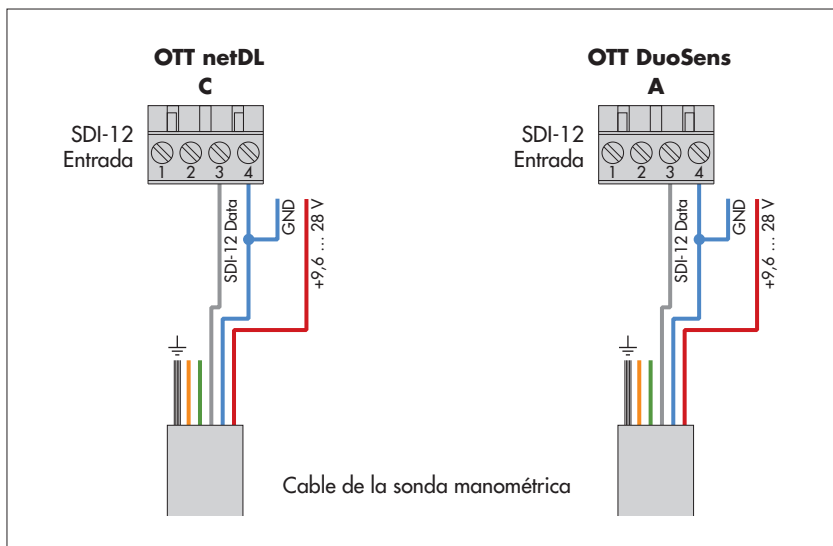 OTT netDL
C
SDI-12
Entrada
1 2 3 4
SDI-12 Data
GND
+9,6 ... 28 V
OTT DuoSens
A
SDI-12
Entrada
1 2 3 4
SDI-12 Data
GND
+9,6 ... 28 V
Cable de la sonda manométrica